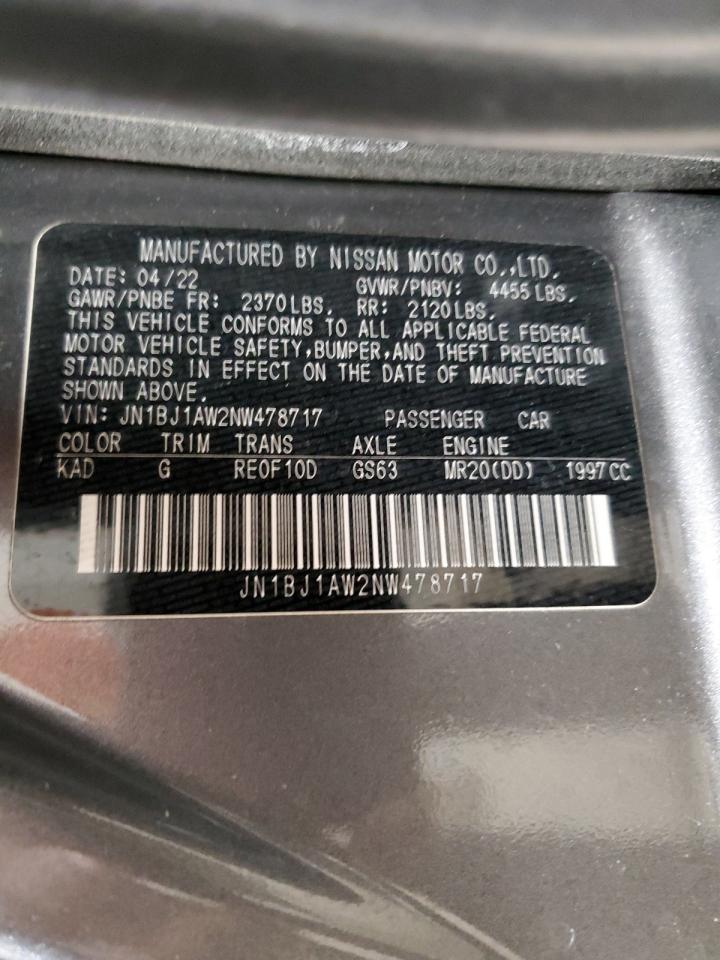 MANUFACTURED BY NISSAN MOTOR CO.,LTD.
DATE: 04/22 GVWR/PNBV: 4455LBS.
GAWR/PNBE FR: 2370LBS. RR: 2120LBS.
THIS VEHICLE CONFORMS TO ALL APPLICABLE FEDERAL
MOTOR VEHICLE SAFETY,BUMPER,AND THEFT PREVENTION
STANDARDS IN EFFECT ON THE DATE OF MANUFACTURE
SHOWN ABOVE.
VIN: JN1BJ1AW2NW478717 PASSENGER CAR
COLOR TRIM TRANS AXLE ENGINE
KAD G RE0F10D GS63 MR20(DD) 1997CC
JN1BJ1AW2NW478717